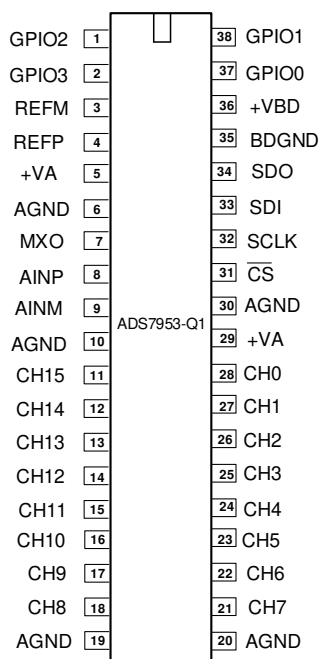 GPIO2 1 38 GPIO1
GPIO3 2 37 GPIO0
REFM 3 36 +VBD
REFP 4 35 BDGND
+VA 5 34 SDO
AGND 6 33 SDI
MXO 7 32 SCLK
AINP 8 31 C̅S̅
AINM 9 30 AGND
ADS7953-Q1
AGND 10 29 +VA
CH15 11 28 CH0
CH14 12 27 CH1
CH13 13 26 CH2
CH12 14 25 CH3
CH11 15 24 CH4
CH10 16 23 CH5
CH9 17 22 CH6
CH8 18 21 CH7
AGND 19 20 AGND